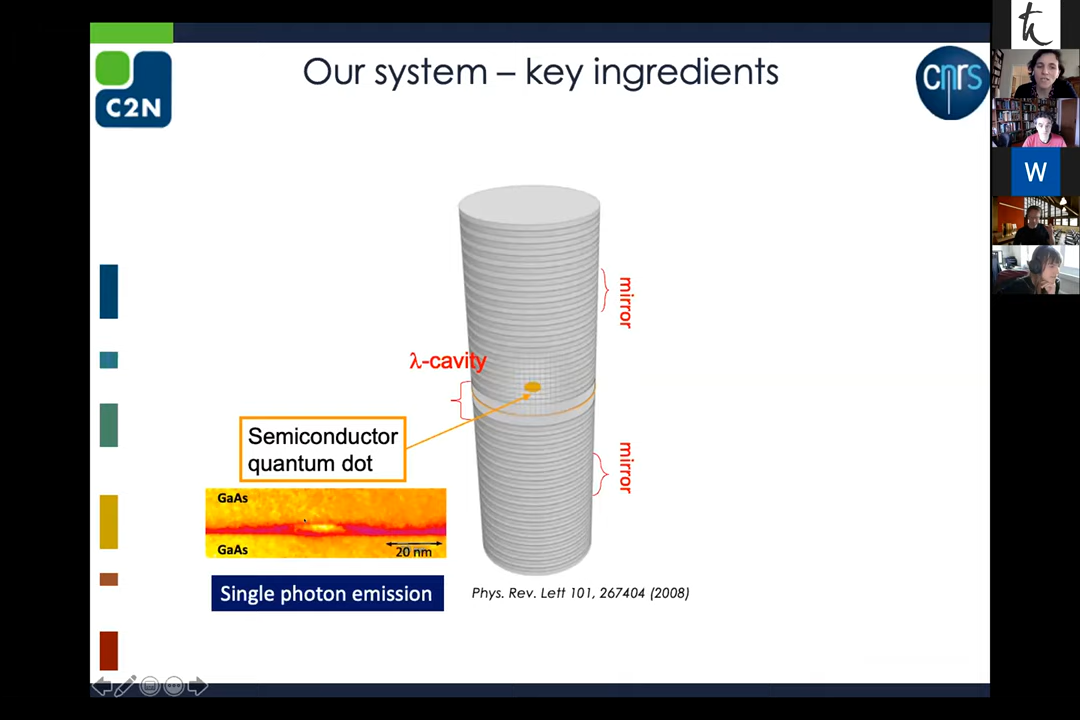 Our system – key ingredients
C2N
cnrs
W
mirror
λ-cavity
Semiconductor
quantum dot
mirror
GaAs
GaAs
20 nm
Single photon emission
Phys. Rev. Lett 101, 267404 (2008)